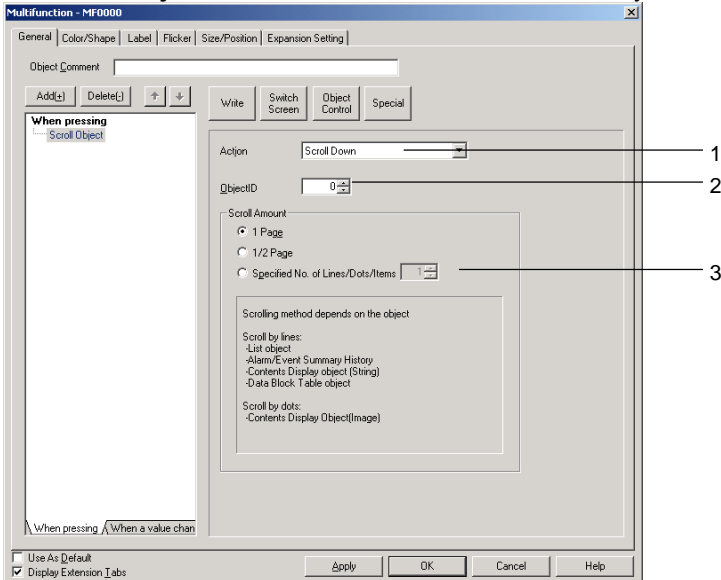 Multifunction - MF0000
General Color/Shape Label Flicker Size/Position Expansion Setting
Object Comment
Add(+) Delete(-) Write Switch Screen Object Control Special
When pressing
Scroll Object
Action Scroll Down 1
ObjectID 0 2
Scroll Amount
1 Page
1/2 Page
Specified No. of Lines/Dots/Items 1 3
Scrolling method depends on the object
Scroll by lines:
-List object
-Alarm/Event Summary History
-Contents Display object (String)
-Data Block Table object
Scroll by dots:
-Contents Display Object(Image)
When pressing When a value chan
Use As Default
Display Extension Tabs Apply OK Cancel Help